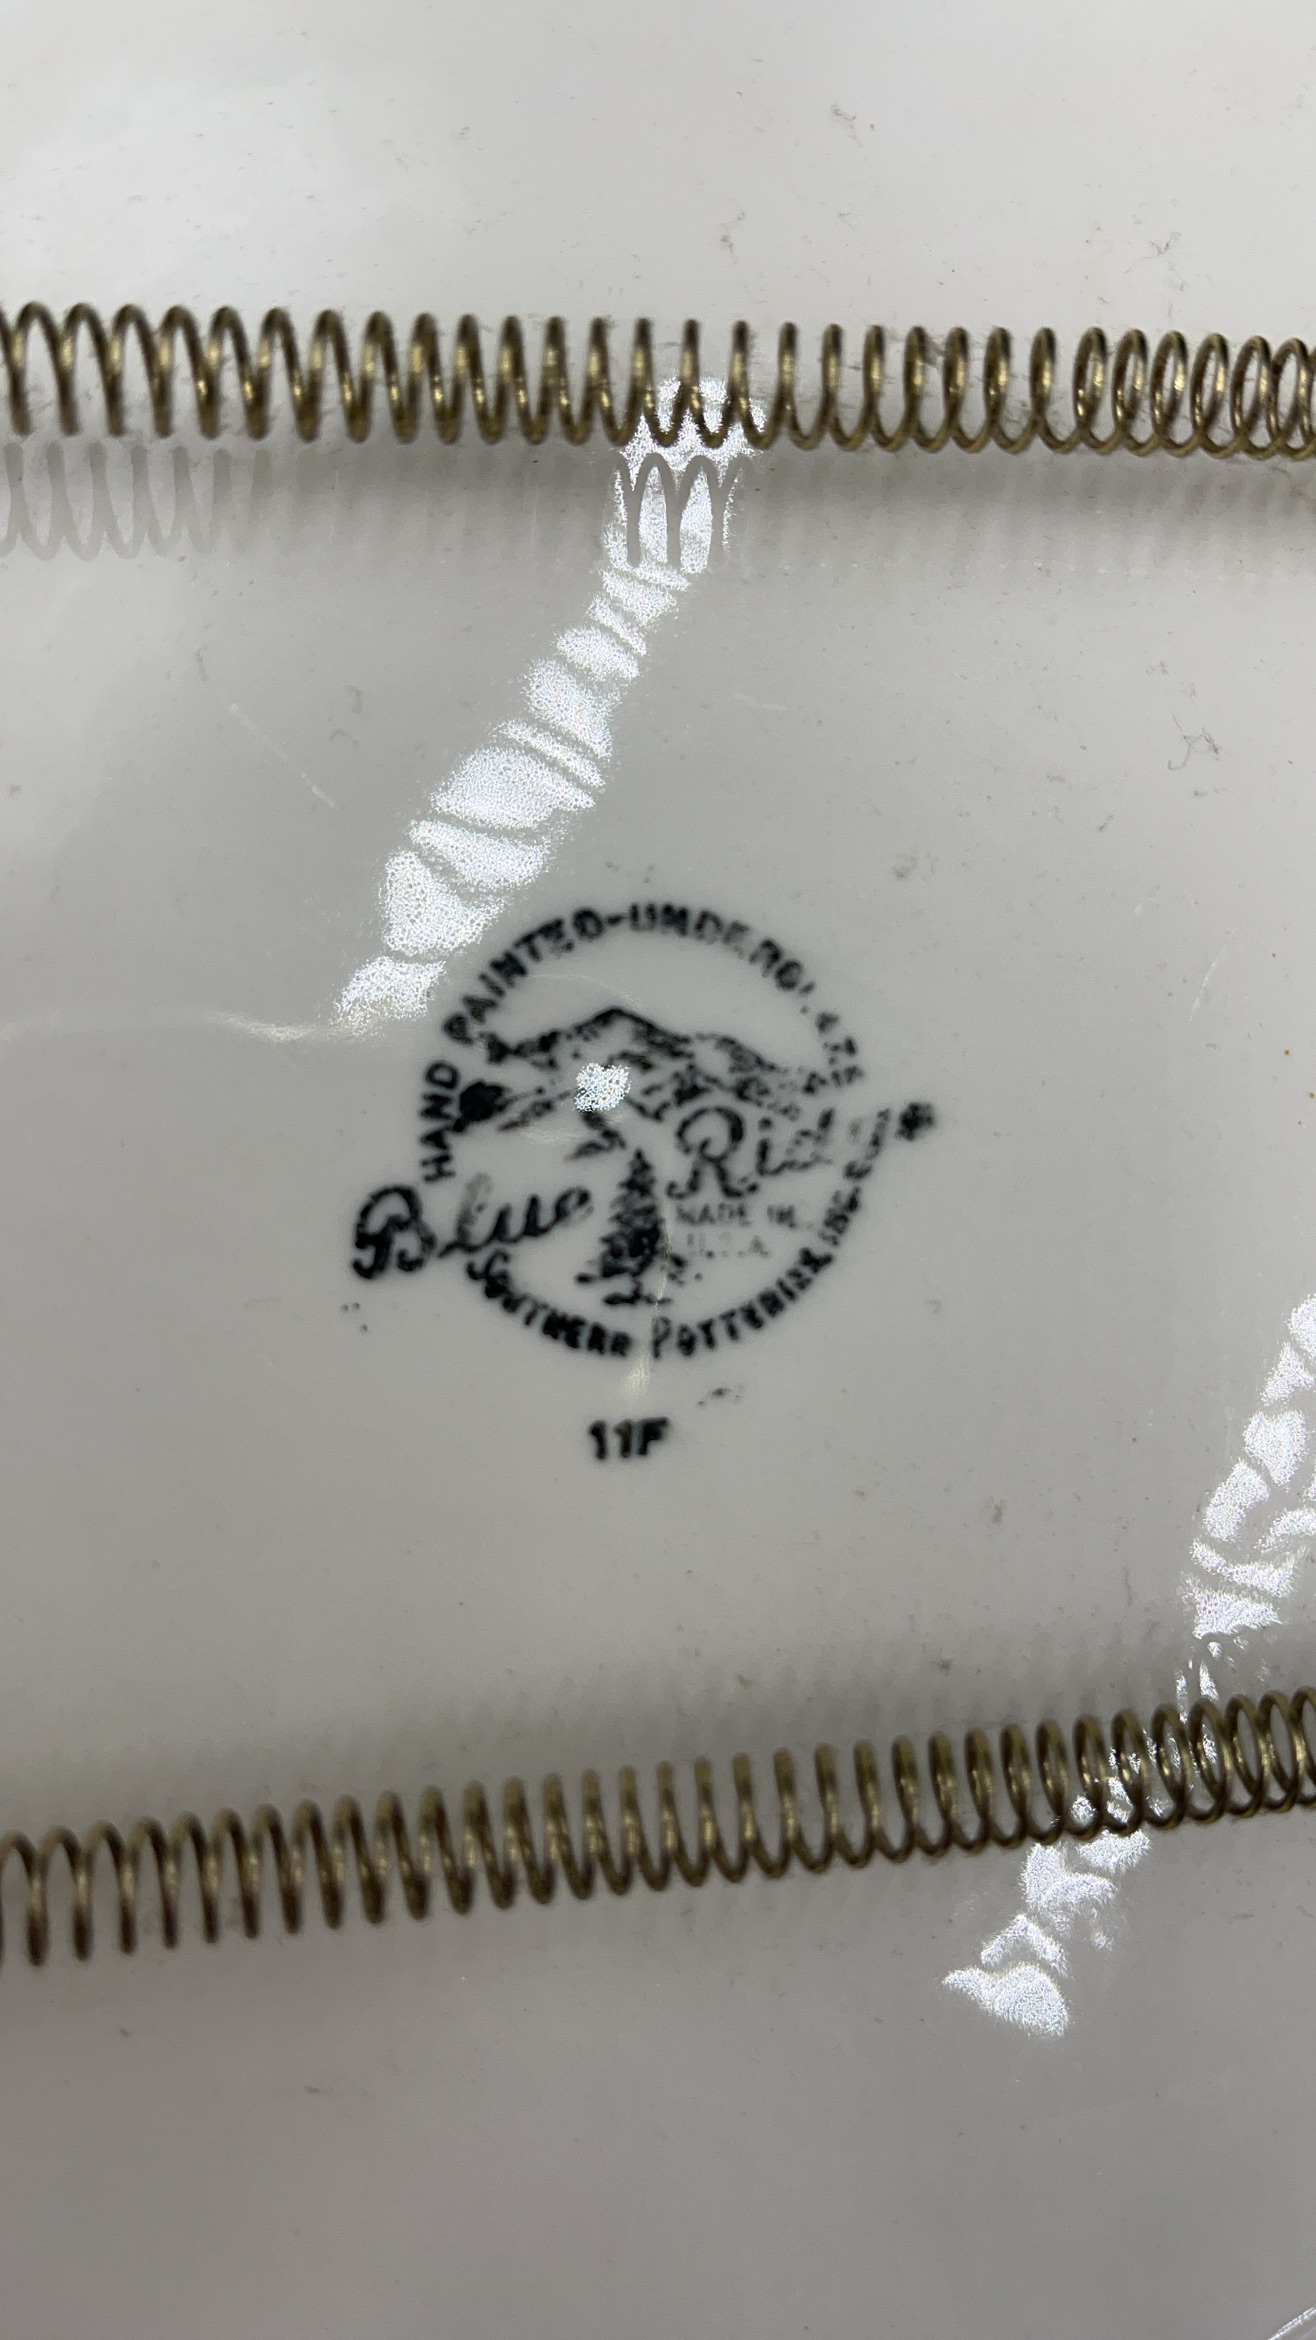 HAND PAINTED-UNDERGLAZE
Blue Ridge
MADE IN
U.S.A.
SOUTHERN POTTERIES INC.
11F